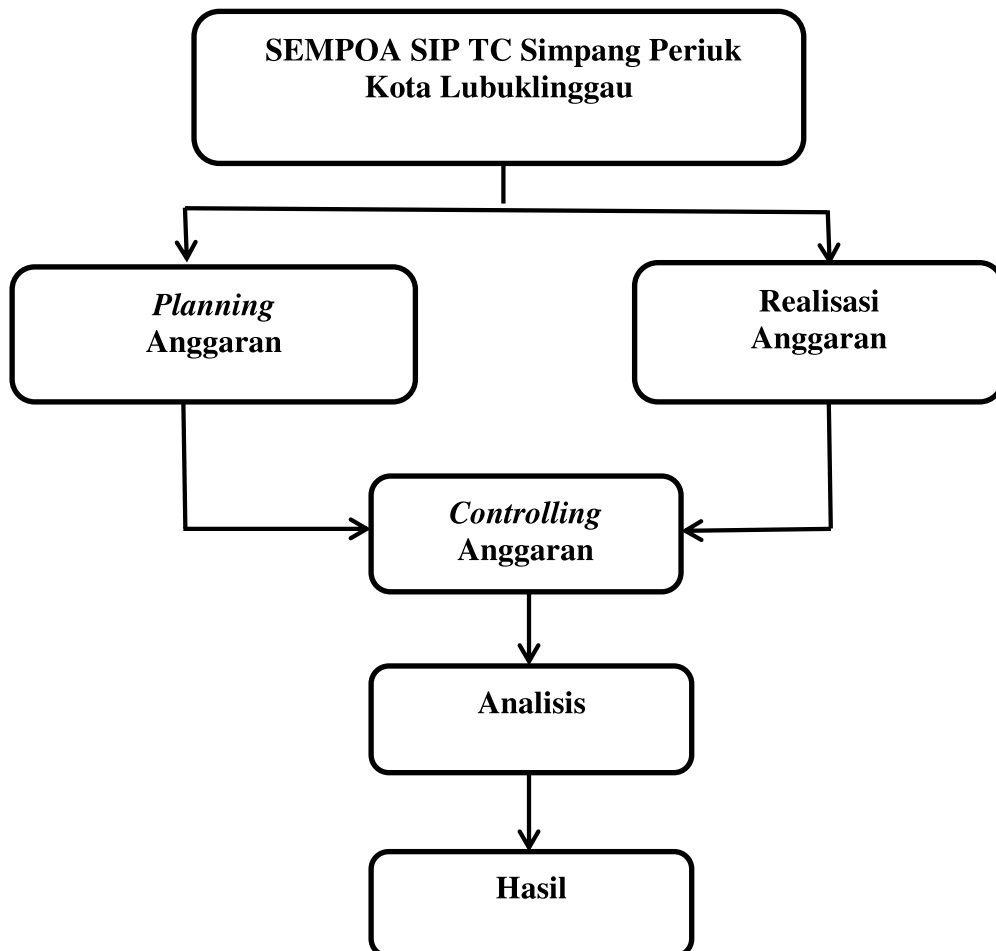 SEMPOA SIP TC Simpang Periuk
Kota Lubuklinggau
Planning
Anggaran
Realisasi
Anggaran
Controlling
Anggaran
Analisis
Hasil